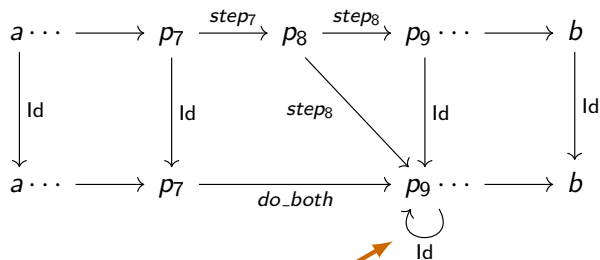 step₇ step₈
a ⋯ p₇ p₈ p₉ ⋯ b
Id Id step₈ Id Id
a ⋯ p₇ do_both p₉ ⋯ b
Id